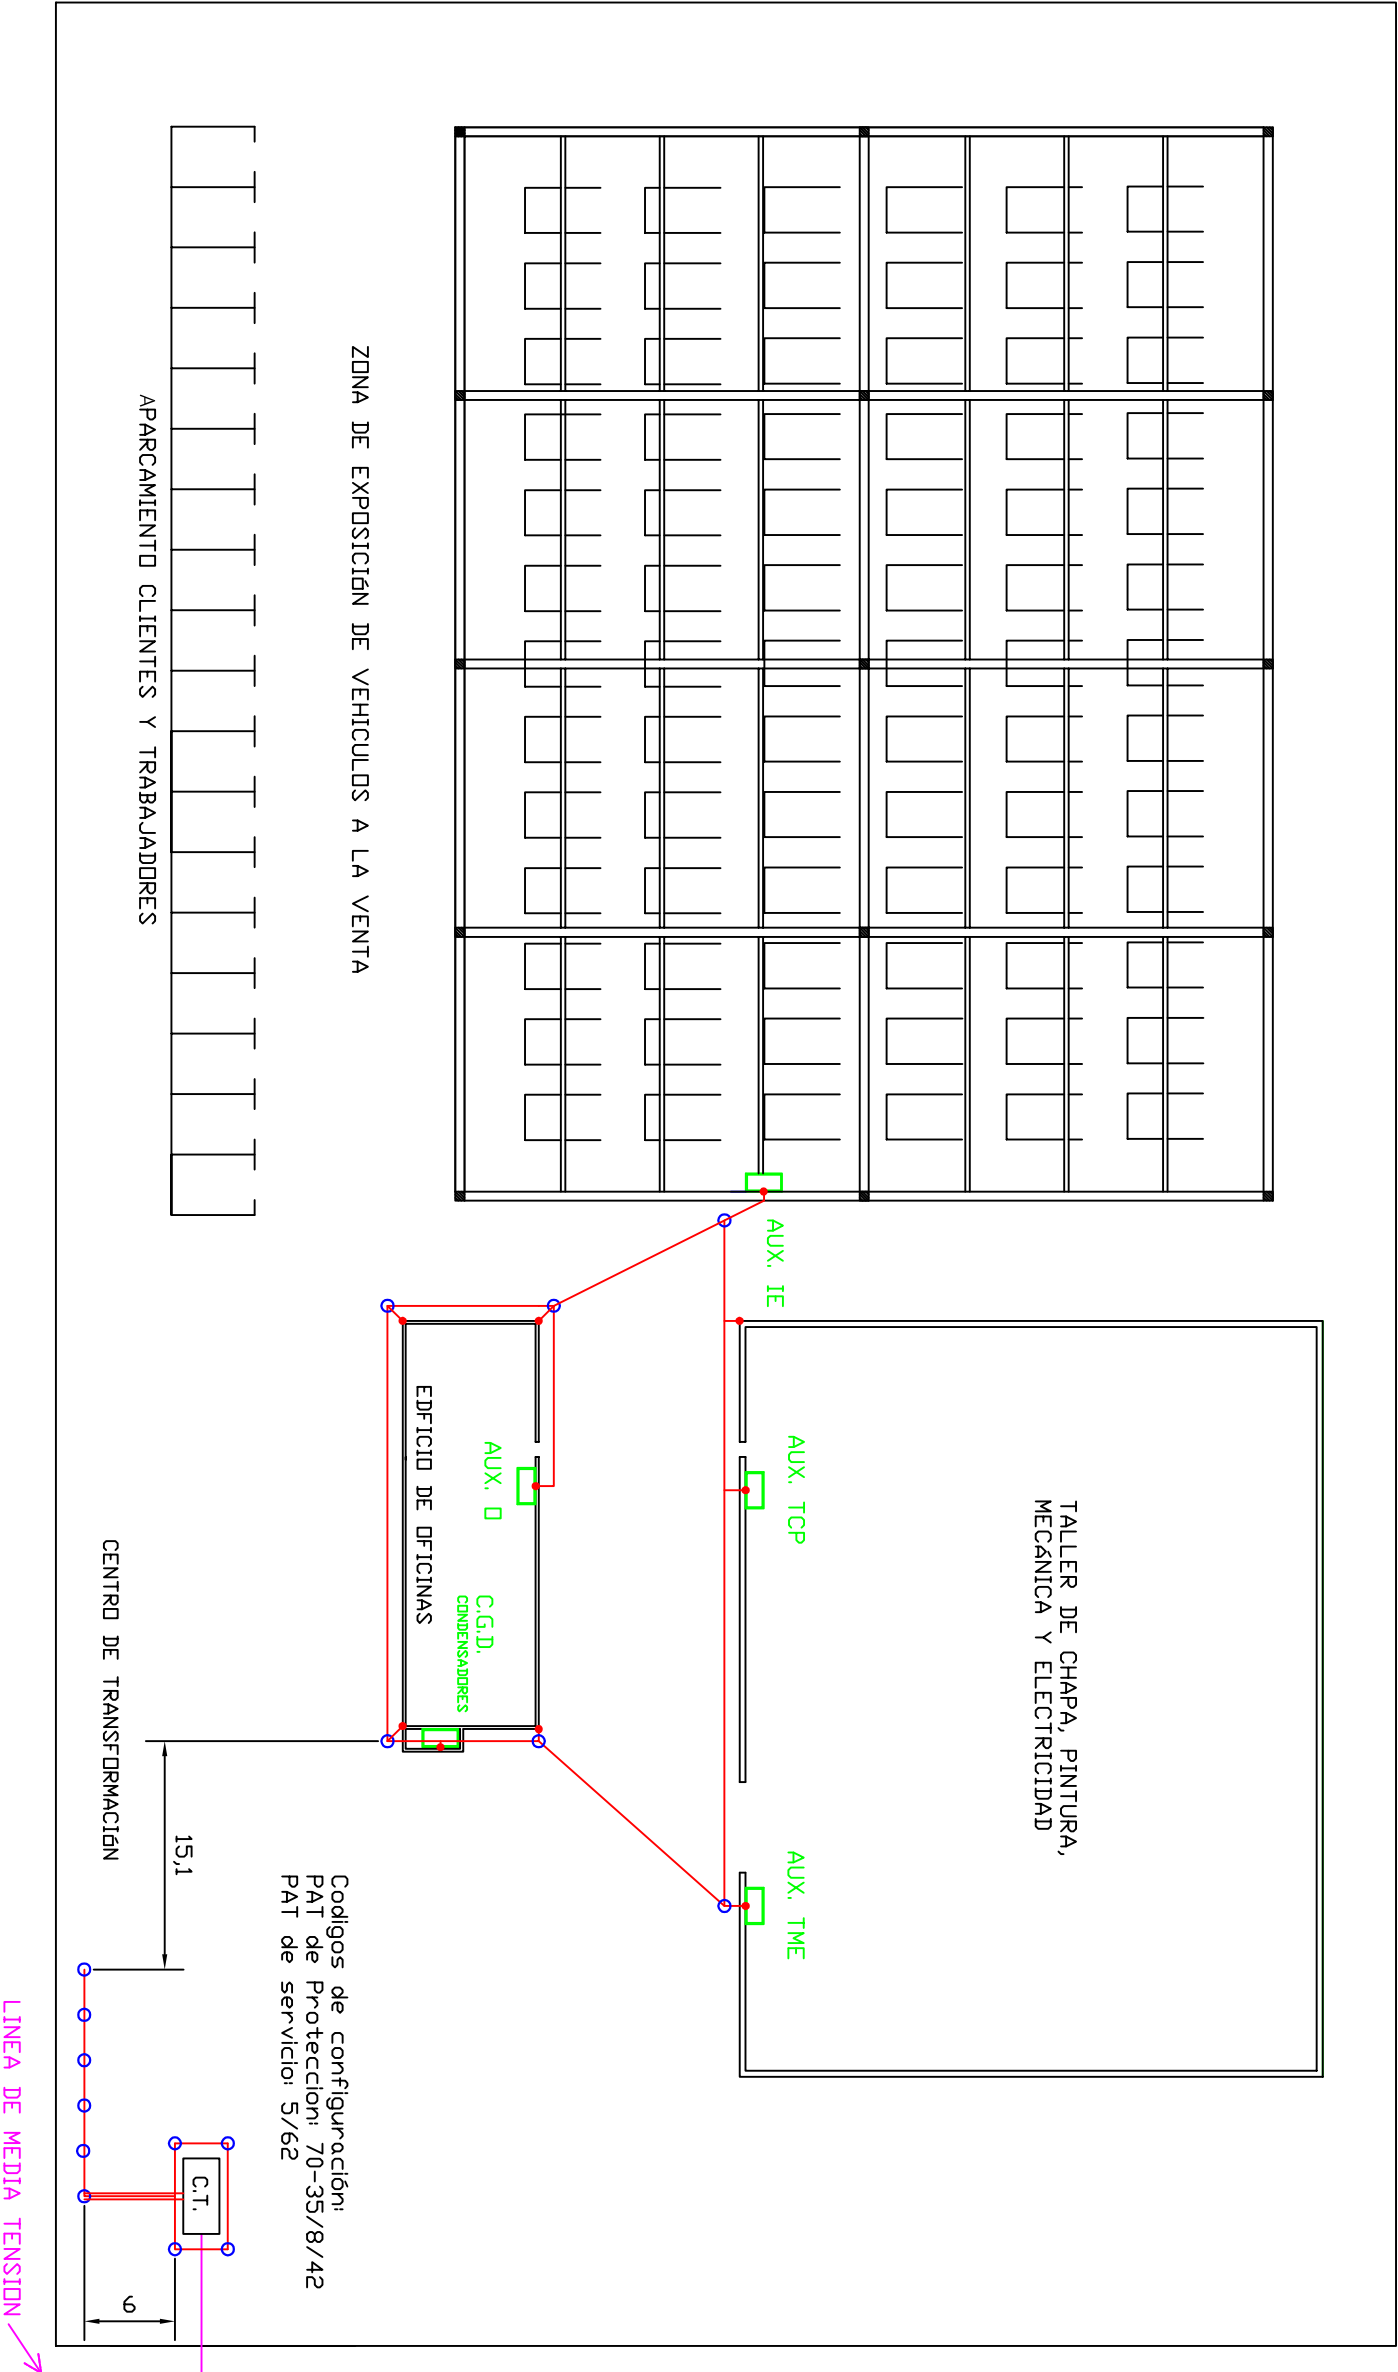 TALLER DE CHAPA, PINTURA,
MECÁNICA Y ELECTRICIDAD
AUX. IE
AUX. TCP
AUX. TME
AUX. O
C.G.D.
CONDENSADORES
EDFICIO DE OFICINAS
ZONA DE EXPOSICIÓN DE VEHICULOS A LA VENTA
APARCAMIENTO CLIENTES Y TRABAJADORES
Codigos de configuración:
PAT de Proteccion: 70-35/8/42
PAT de servicio: 5/62
C.T.
15,1
6
CENTRO DE TRANSFORMACIÓN
LINEA DE MEDIA TENSION